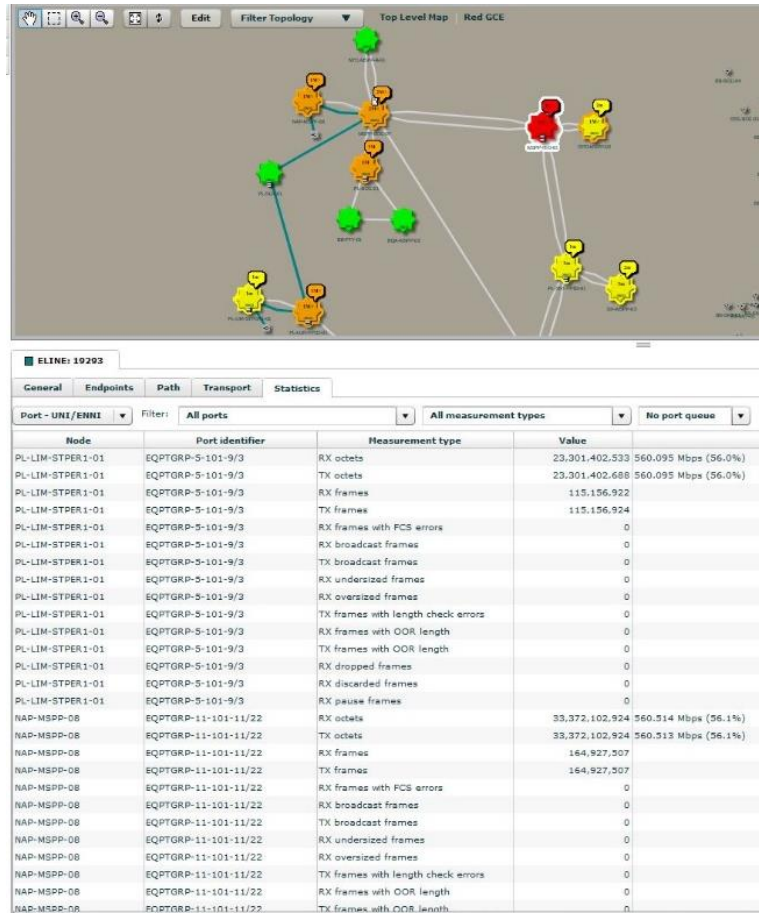 Edit Filter Topology Top Level Map Red GCE
ELINE: 19293
General Endpoints Path Transport Statistics
Port - UNI/ENNI Filter: All ports All measurement types No port queue
Node Port identifier Measurement type Value
PL-LIM-STPER1-01 EQPTGRP-5-101-9/3 RX octets 23,301,402,533 560.095 Mbps (56.0%)
PL-LIM-STPER1-01 EQPTGRP-5-101-9/3 TX octets 23,301,402,688 560.095 Mbps (56.0%)
PL-LIM-STPER1-01 EQPTGRP-5-101-9/3 RX frames 115,156,922
PL-LIM-STPER1-01 EQPTGRP-5-101-9/3 TX frames 115,156,924
PL-LIM-STPER1-01 EQPTGRP-5-101-9/3 RX frames with FCS errors 0
PL-LIM-STPER1-01 EQPTGRP-5-101-9/3 RX broadcast frames 0
PL-LIM-STPER1-01 EQPTGRP-5-101-9/3 TX broadcast frames 0
PL-LIM-STPER1-01 EQPTGRP-5-101-9/3 RX undersized frames 0
PL-LIM-STPER1-01 EQPTGRP-5-101-9/3 RX oversized frames 0
PL-LIM-STPER1-01 EQPTGRP-5-101-9/3 TX frames with length check errors 0
PL-LIM-STPER1-01 EQPTGRP-5-101-9/3 RX frames with OOR length 0
PL-LIM-STPER1-01 EQPTGRP-5-101-9/3 TX frames with OOR length 0
PL-LIM-STPER1-01 EQPTGRP-5-101-9/3 RX dropped frames 0
PL-LIM-STPER1-01 EQPTGRP-5-101-9/3 RX discarded frames 0
PL-LIM-STPER1-01 EQPTGRP-5-101-9/3 RX pause frames 0
NAP-MSPP-08 EQPTGRP-11-101-11/22 RX octets 33,372,102,924 560.514 Mbps (56.1%)
NAP-MSPP-08 EQPTGRP-11-101-11/22 TX octets 33,372,102,924 560.513 Mbps (56.1%)
NAP-MSPP-08 EQPTGRP-11-101-11/22 RX frames 164,927,507
NAP-MSPP-08 EQPTGRP-11-101-11/22 TX frames 164,927,507
NAP-MSPP-08 EQPTGRP-11-101-11/22 RX frames with FCS errors 0
NAP-MSPP-08 EQPTGRP-11-101-11/22 RX broadcast frames 0
NAP-MSPP-08 EQPTGRP-11-101-11/22 TX broadcast frames 0
NAP-MSPP-08 EQPTGRP-11-101-11/22 RX undersized frames 0
NAP-MSPP-08 EQPTGRP-11-101-11/22 RX oversized frames 0
NAP-MSPP-08 EQPTGRP-11-101-11/22 TX frames with length check errors 0
NAP-MSPP-08 EQPTGRP-11-101-11/22 RX frames with OOR length 0
NAP-MSPP-08 EQPTGRP-11-101-11/22 TX frames with OOR length 0